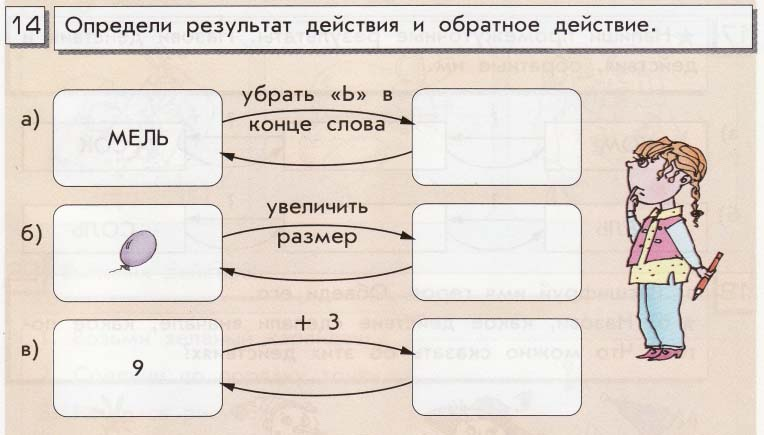 14 Определи результат действия и обратное действие.
а)
МЕЛЬ
убрать «Ь» в
конце слова
б)
увеличить
размер
в)
9
+ 3